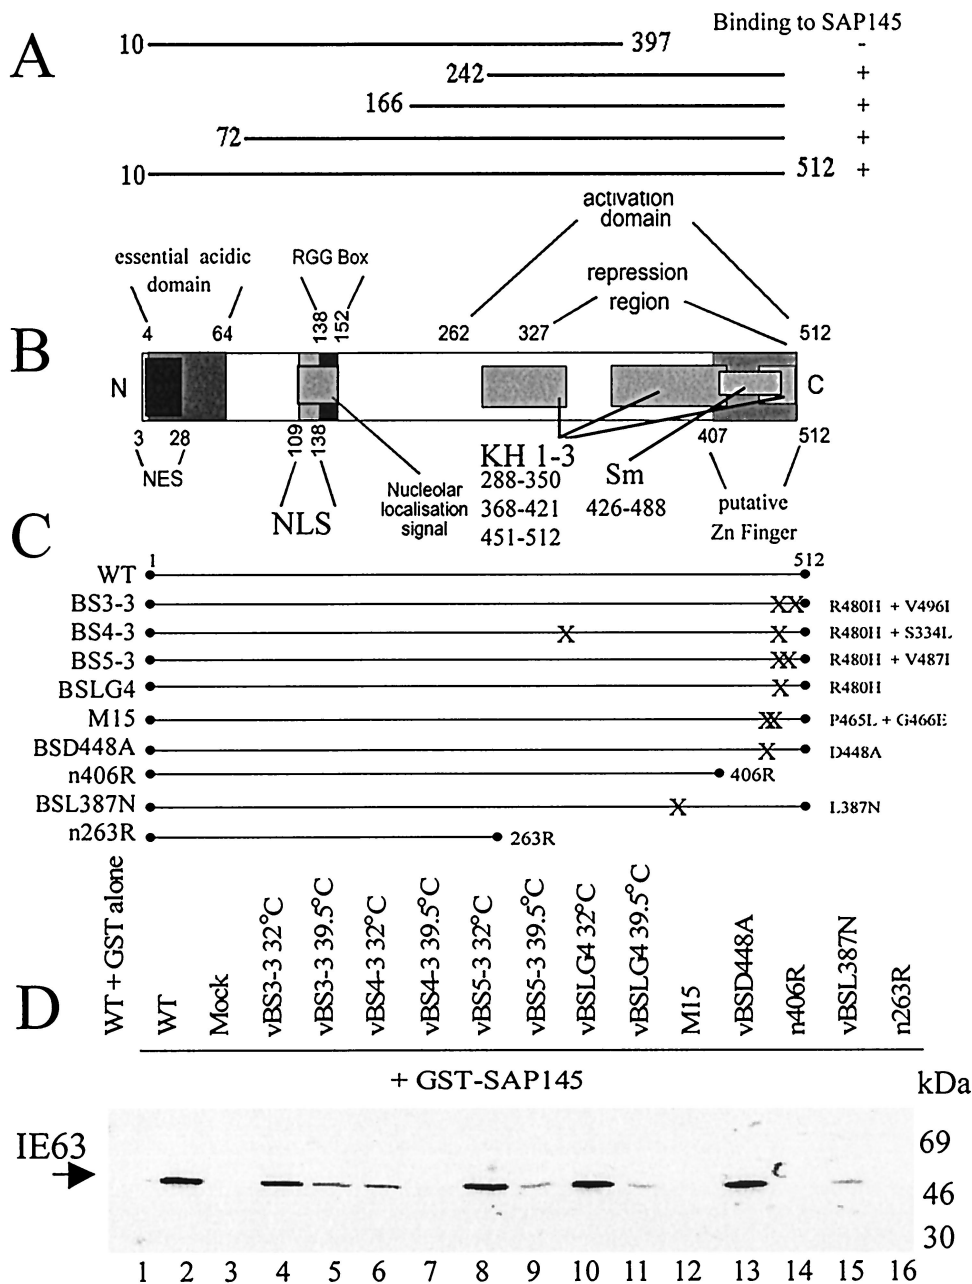 Binding to SAP145
A
10 397 -
242 +
166 +
72 +
10 512 +
activation
domain
essential acidic
domain
RGG Box
repression
region
4 64 138 152 262 327 512
B
N C
3 28 109 138 407 512
NES
NLS
Nucleolar
localisation
signal
KH 1-3
288-350
368-421
451-512
Sm
426-488
putative
Zn Finger
C
1 512
WT
BS3-3 XX R480H + V496I
BS4-3 X X R480H + S334L
BS5-3 XX R480H + V487I
BSLG4 X R480H
M15 XX P465L + G466E
BSD448A X D448A
n406R 406R
BSL387N X L387N
n263R 263R
D
WT + GST alone
WT
Mock
vBS3-3 32°C
vBS3-3 39.5°C
vBS4-3 32°C
vBS4-3 39.5°C
vBS5-3 32°C
vBS5-3 39.5°C
vBSLG4 32°C
vBSLG4 39.5°C
M15
vBSD448A
n406R
vBSL387N
n263R
+ GST-SAP145
kDa
IE63
69
46
30
1 2 3 4 5 6 7 8 9 10 11 12 13 14 15 16